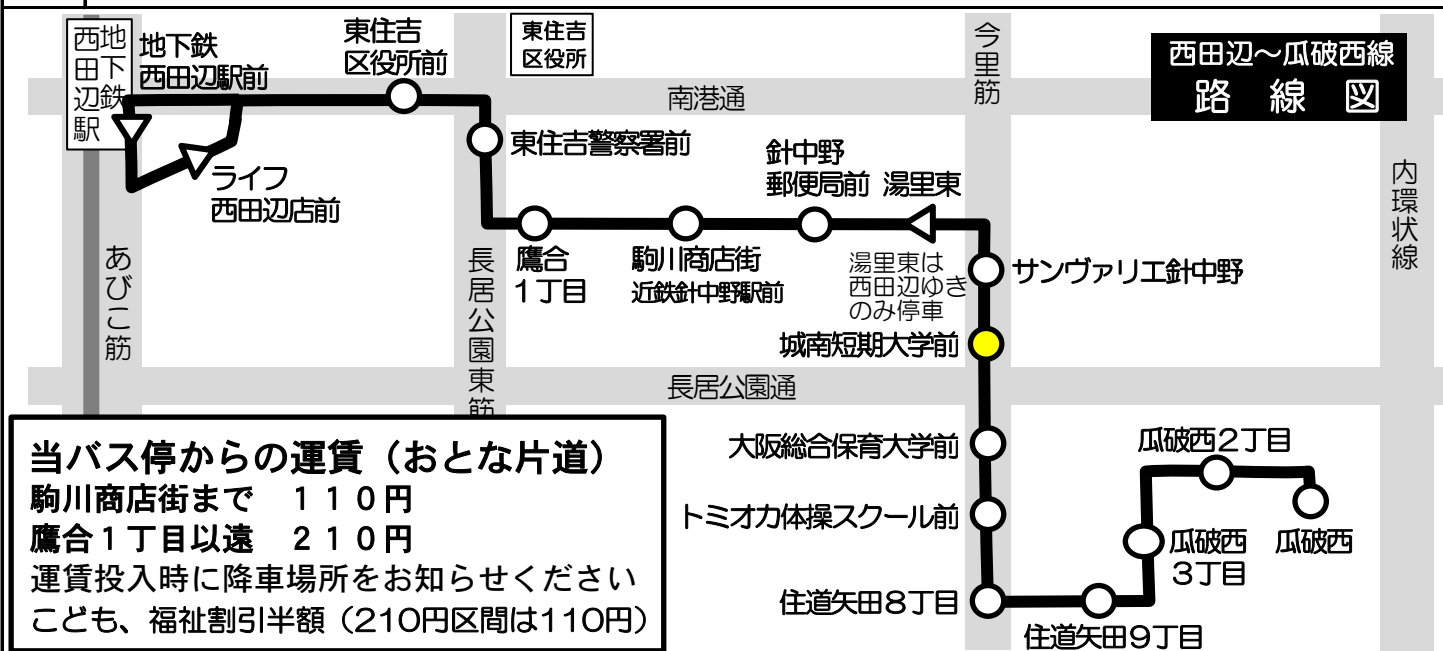 地下鉄
西田辺駅
地下鉄
西田辺駅前
東住吉
区役所前
東住吉
区役所
今里筋
西田辺～瓜破西線
路線図
南港通
東住吉警察署前
針中野
郵便局前
湯里東
ライフ
西田辺店前
内環状線
あびこ筋
長居公園東筋
鷹合
1丁目
駒川商店街
近鉄針中野駅前
湯里東は
西田辺ゆき
のみ停車
サンヴァリエ針中野
城南短期大学前
長居公園通
当バス停からの運賃（おとな片道）
駒川商店街まで　１１０円
鷹合１丁目以遠　２１０円
運賃投入時に降車場所をお知らせください
こども、福祉割引半額（210円区間は110円）
大阪総合保育大学前
瓜破西2丁目
トミオカ体操スクール前
瓜破西
3丁目
瓜破西
住道矢田8丁目
住道矢田9丁目